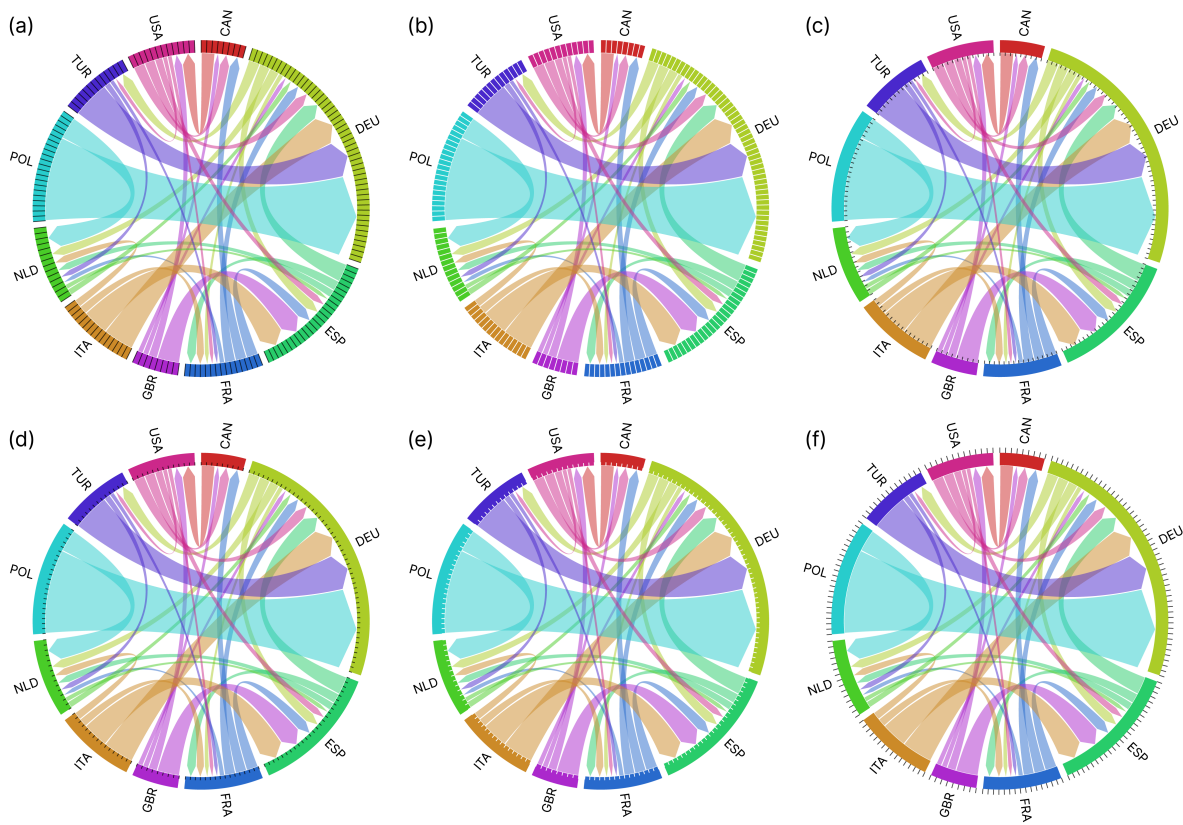 (a)
USA
CAN
TUR
DEU
POL
NLD
ESP
ITA
GBR
FRA
(b)
USA
CAN
TUR
DEU
POL
NLD
ESP
ITA
GBR
FRA
(c)
USA
CAN
TUR
DEU
POL
NLD
ESP
ITA
GBR
FRA
(d)
USA
CAN
TUR
DEU
POL
NLD
ESP
ITA
GBR
FRA
(e)
USA
CAN
TUR
DEU
POL
NLD
ESP
ITA
GBR
FRA
(f)
USA
CAN
TUR
DEU
POL
NLD
ESP
ITA
GBR
FRA